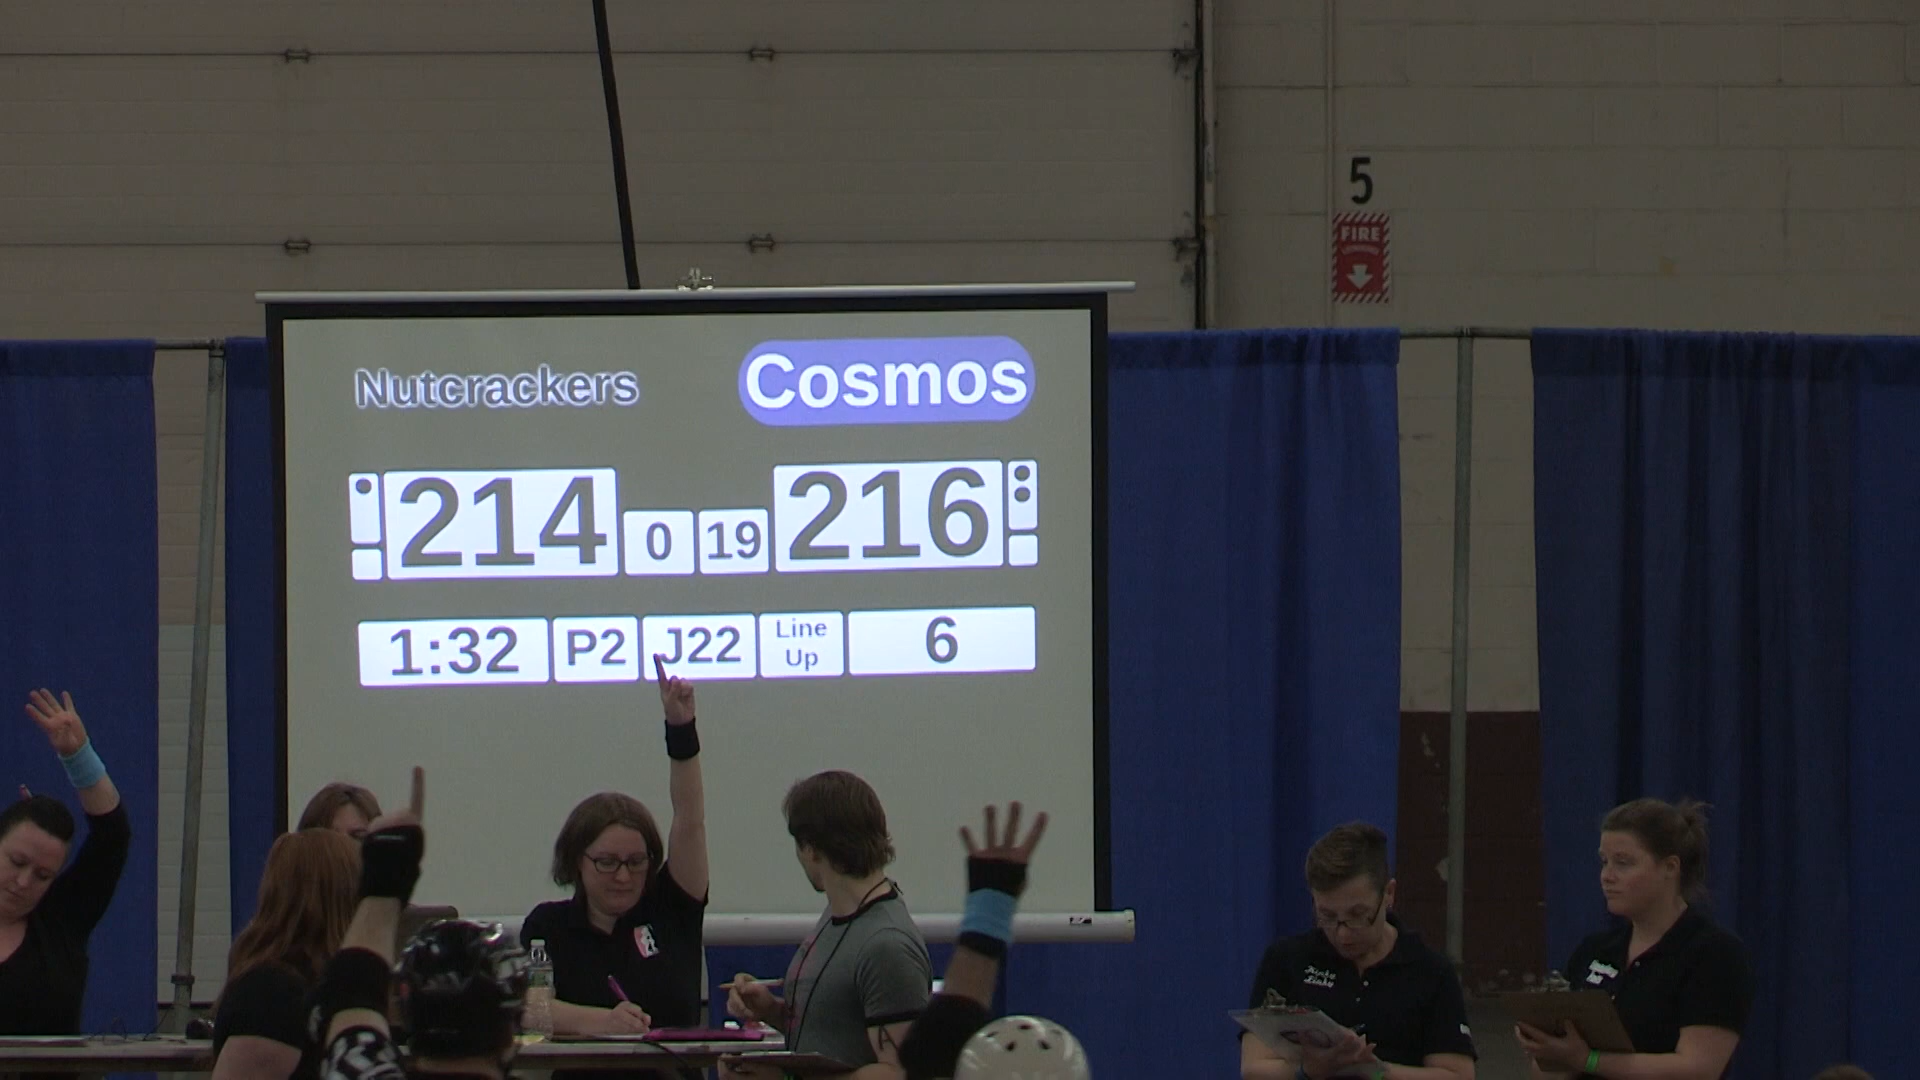 5
FIRE
Nutcrackers
Cosmos
214
0
19
216
1:32
P2
J22
Line
Up
6